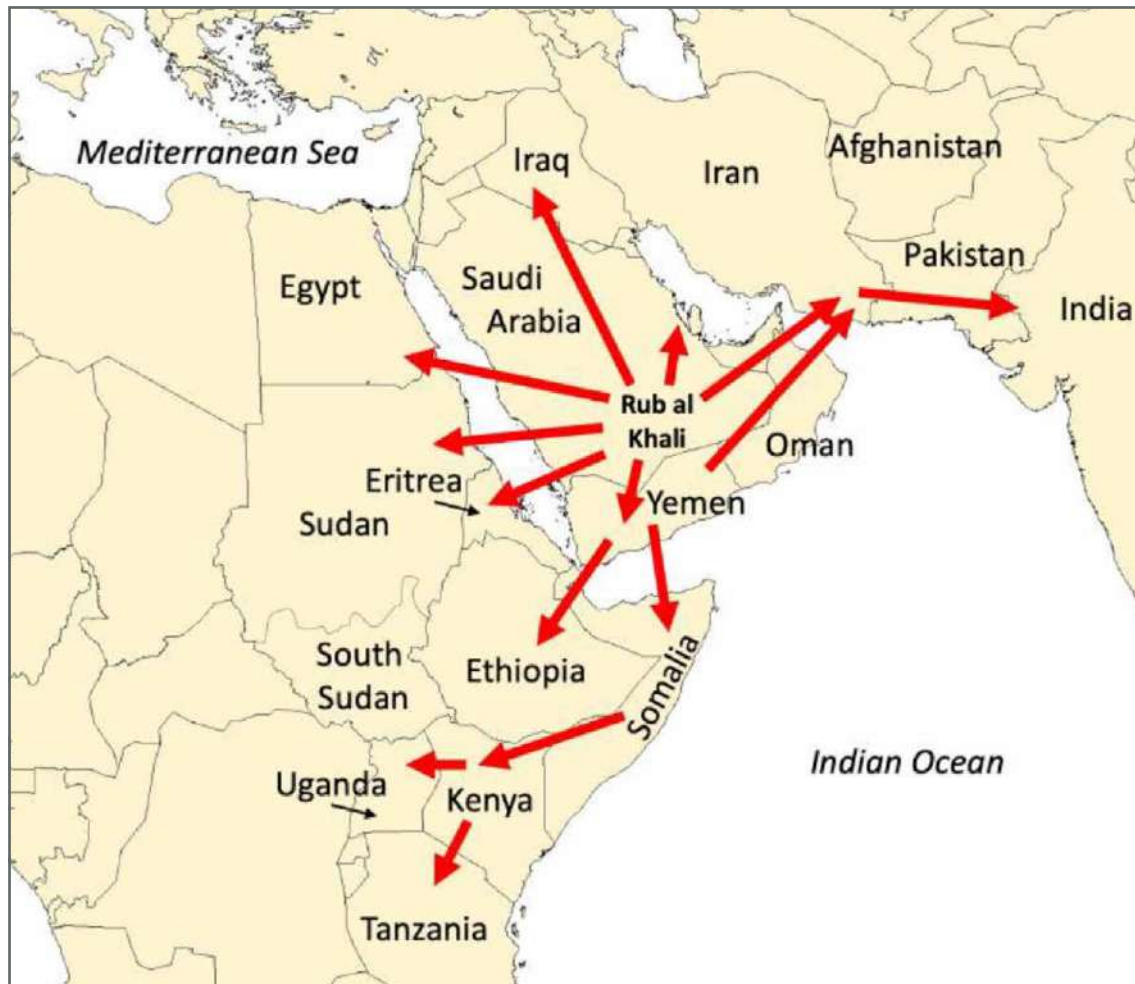 Mediterranean Sea
Iraq
Iran
Afghanistan
Pakistan
Egypt
Saudi
Arabia
India
Rub al
Khali
Oman
Eritrea
Yemen
Sudan
South
Sudan
Ethiopia
Somalia
Indian Ocean
Uganda
Kenya
Tanzania